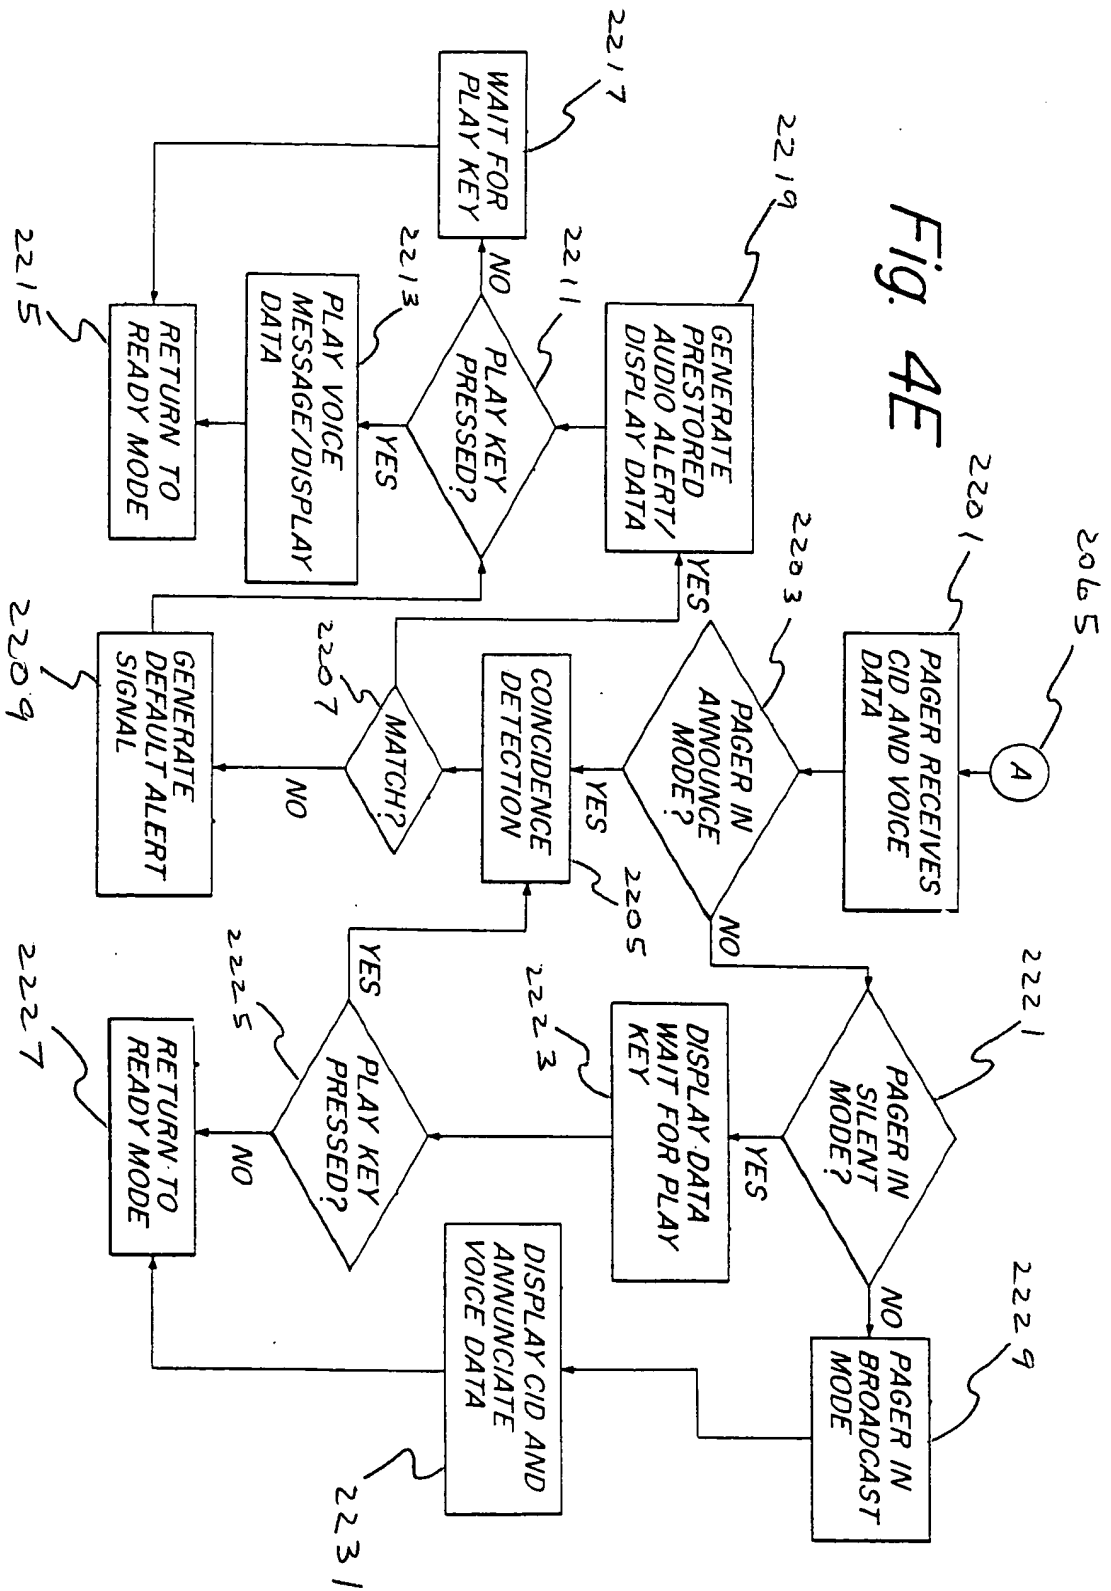 Fig. 4E
2065
A
2201
PAGER RECEIVES
CID AND VOICE
DATA
2203
PAGER IN
ANNOUNCE
MODE?
YES
NO
2205
COINCIDENCE
DETECTION
2207
MATCH?
YES
NO
2209
GENERATE
DEFAULT ALERT
SIGNAL
2219
GENERATE
PRESTORED
AUDIO ALERT/
DISPLAY DATA
2211
PLAY KEY
PRESSED?
NO
YES
2217
WAIT FOR
PLAY KEY
2213
PLAY VOICE
MESSAGE/DISPLAY
DATA
2215
RETURN TO
READY MODE
2221
PAGER IN
SILENT
MODE?
YES
NO
2223
DISPLAY DATA
WAIT FOR PLAY
KEY
2225
PLAY KEY
PRESSED?
YES
NO
2227
RETURN TO
READY MODE
2229
PAGER IN
BROADCAST
MODE
2231
DISPLAY CID AND
ANNUNCIATE
VOICE DATA